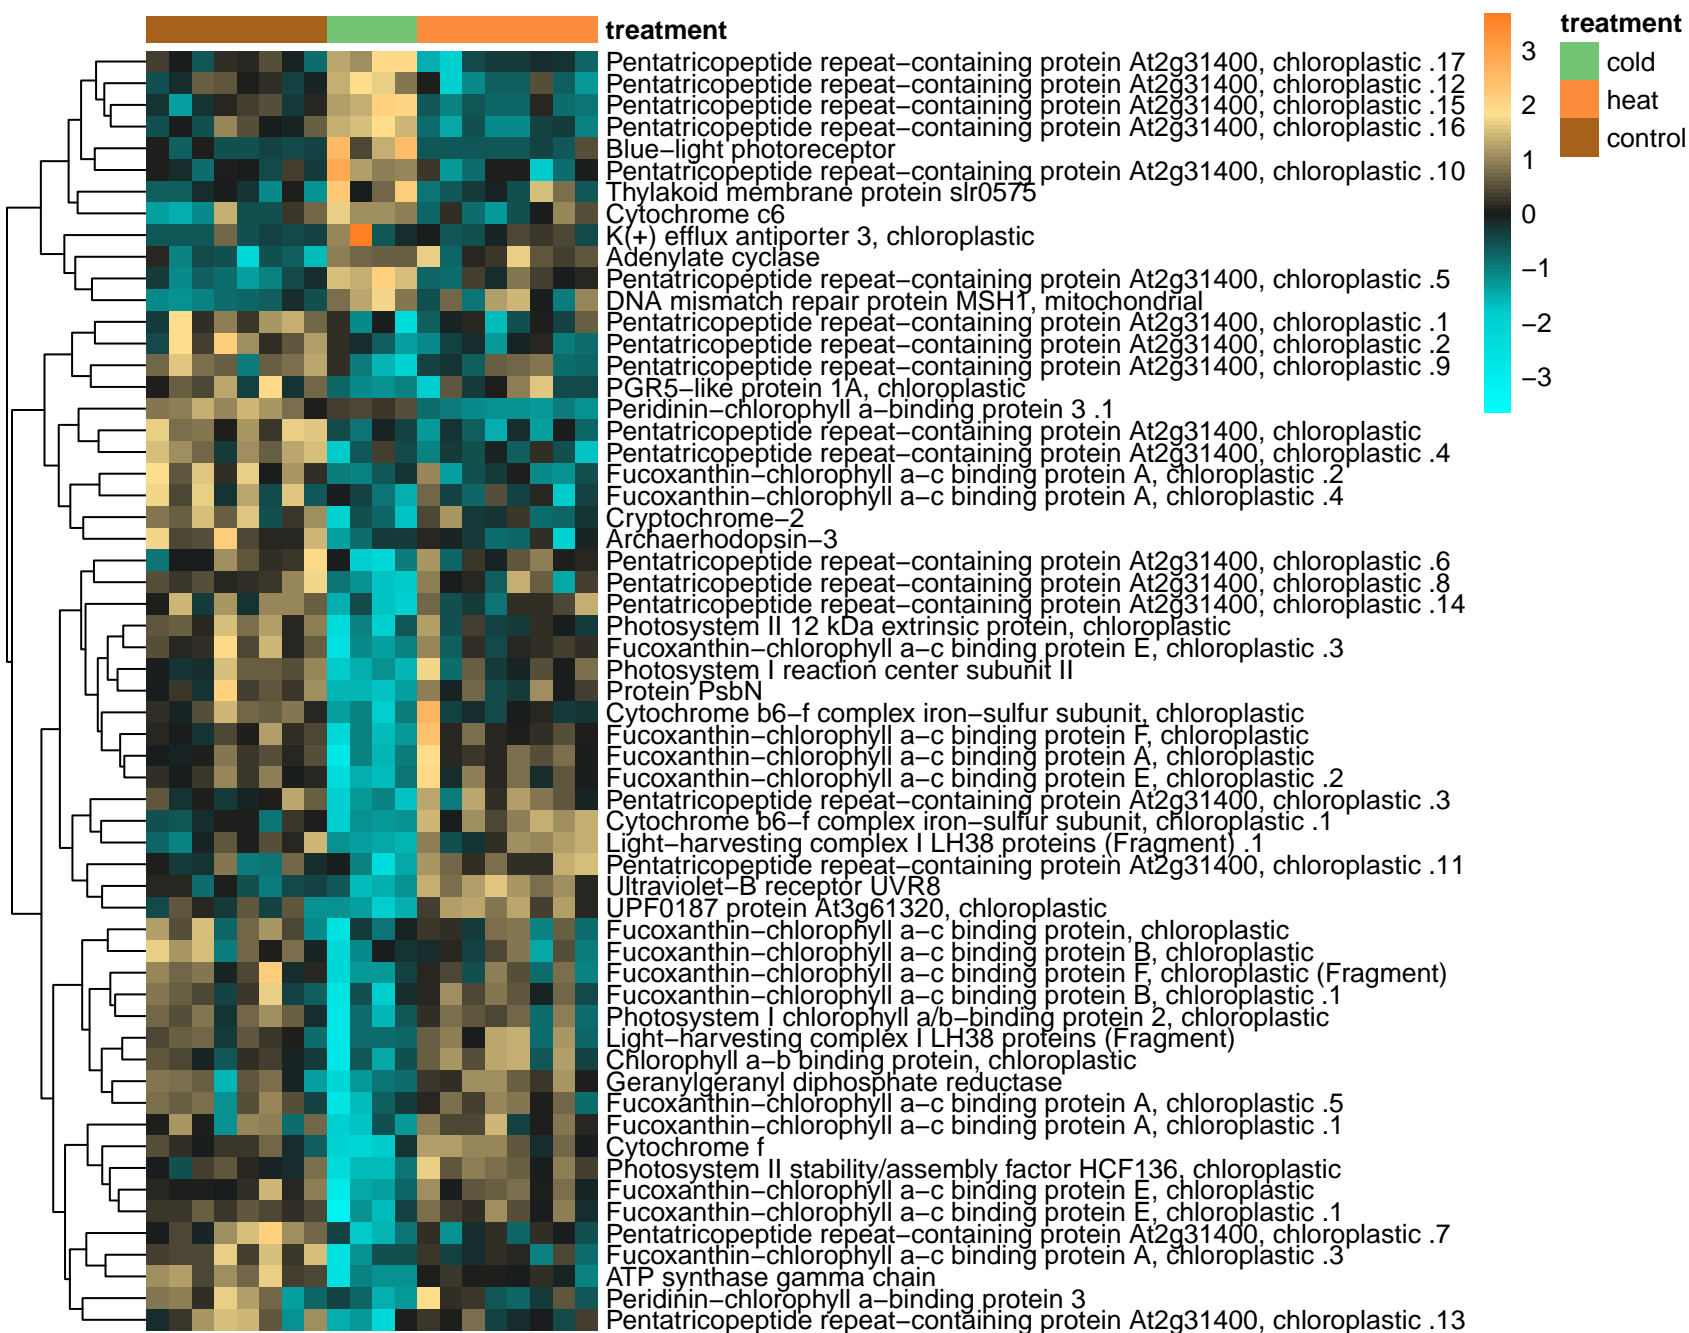 treatment
Pentatricopeptide repeat−containing protein At2g31400, chloroplastic .17
Pentatricopeptide repeat−containing protein At2g31400, chloroplastic .12
Pentatricopeptide repeat−containing protein At2g31400, chloroplastic .15
Pentatricopeptide repeat−containing protein At2g31400, chloroplastic .16
Blue−light photoreceptor
Pentatricopeptide repeat−containing protein At2g31400, chloroplastic .10
Thylakoid membrane protein slr0575
Cytochrome c6
K(+) efflux antiporter 3, chloroplastic
Adenylate cyclase
Pentatricopeptide repeat−containing protein At2g31400, chloroplastic .5
DNA mismatch repair protein MSH1, mitochondrial
Pentatricopeptide repeat−containing protein At2g31400, chloroplastic .1
Pentatricopeptide repeat−containing protein At2g31400, chloroplastic .2
Pentatricopeptide repeat−containing protein At2g31400, chloroplastic .9
PGR5−like protein 1A, chloroplastic
Peridinin−chlorophyll a−binding protein 3 .1
Pentatricopeptide repeat−containing protein At2g31400, chloroplastic
Pentatricopeptide repeat−containing protein At2g31400, chloroplastic .4
Fucoxanthin−chlorophyll a−c binding protein A, chloroplastic .2
Fucoxanthin−chlorophyll a−c binding protein A, chloroplastic .4
Cryptochrome−2
Archaerhodopsin−3
Pentatricopeptide repeat−containing protein At2g31400, chloroplastic .6
Pentatricopeptide repeat−containing protein At2g31400, chloroplastic .8
Pentatricopeptide repeat−containing protein At2g31400, chloroplastic .14
Photosystem II 12 kDa extrinsic protein, chloroplastic
Fucoxanthin−chlorophyll a−c binding protein E, chloroplastic .3
Photosystem I reaction center subunit II
Protein PsbN
Cytochrome b6−f complex iron−sulfur subunit, chloroplastic
Fucoxanthin−chlorophyll a−c binding protein F, chloroplastic
Fucoxanthin−chlorophyll a−c binding protein A, chloroplastic
Fucoxanthin−chlorophyll a−c binding protein E, chloroplastic .2
Pentatricopeptide repeat−containing protein At2g31400, chloroplastic .3
Cytochrome b6−f complex iron−sulfur subunit, chloroplastic .1
Light−harvesting complex I LH38 proteins (Fragment) .1
Pentatricopeptide repeat−containing protein At2g31400, chloroplastic .11
Ultraviolet−B receptor UVR8
UPF0187 protein At3g61320, chloroplastic
Fucoxanthin−chlorophyll a−c binding protein, chloroplastic
Fucoxanthin−chlorophyll a−c binding protein B, chloroplastic
Fucoxanthin−chlorophyll a−c binding protein F, chloroplastic (Fragment)
Fucoxanthin−chlorophyll a−c binding protein B, chloroplastic .1
Photosystem I chlorophyll a/b−binding protein 2, chloroplastic
Light−harvesting complex I LH38 proteins (Fragment)
Chlorophyll a−b binding protein, chloroplastic
Geranylgeranyl diphosphate reductase
Fucoxanthin−chlorophyll a−c binding protein A, chloroplastic .5
Fucoxanthin−chlorophyll a−c binding protein A, chloroplastic .1
Cytochrome f
Photosystem II stability/assembly factor HCF136, chloroplastic
Fucoxanthin−chlorophyll a−c binding protein E, chloroplastic
Fucoxanthin−chlorophyll a−c binding protein E, chloroplastic .1
Pentatricopeptide repeat−containing protein At2g31400, chloroplastic .7
Fucoxanthin−chlorophyll a−c binding protein A, chloroplastic .3
ATP synthase gamma chain
Peridinin−chlorophyll a−binding protein 3
Pentatricopeptide repeat−containing protein At2g31400, chloroplastic .13
3
2
1
0
−1
−2
−3
treatment
cold
heat
control